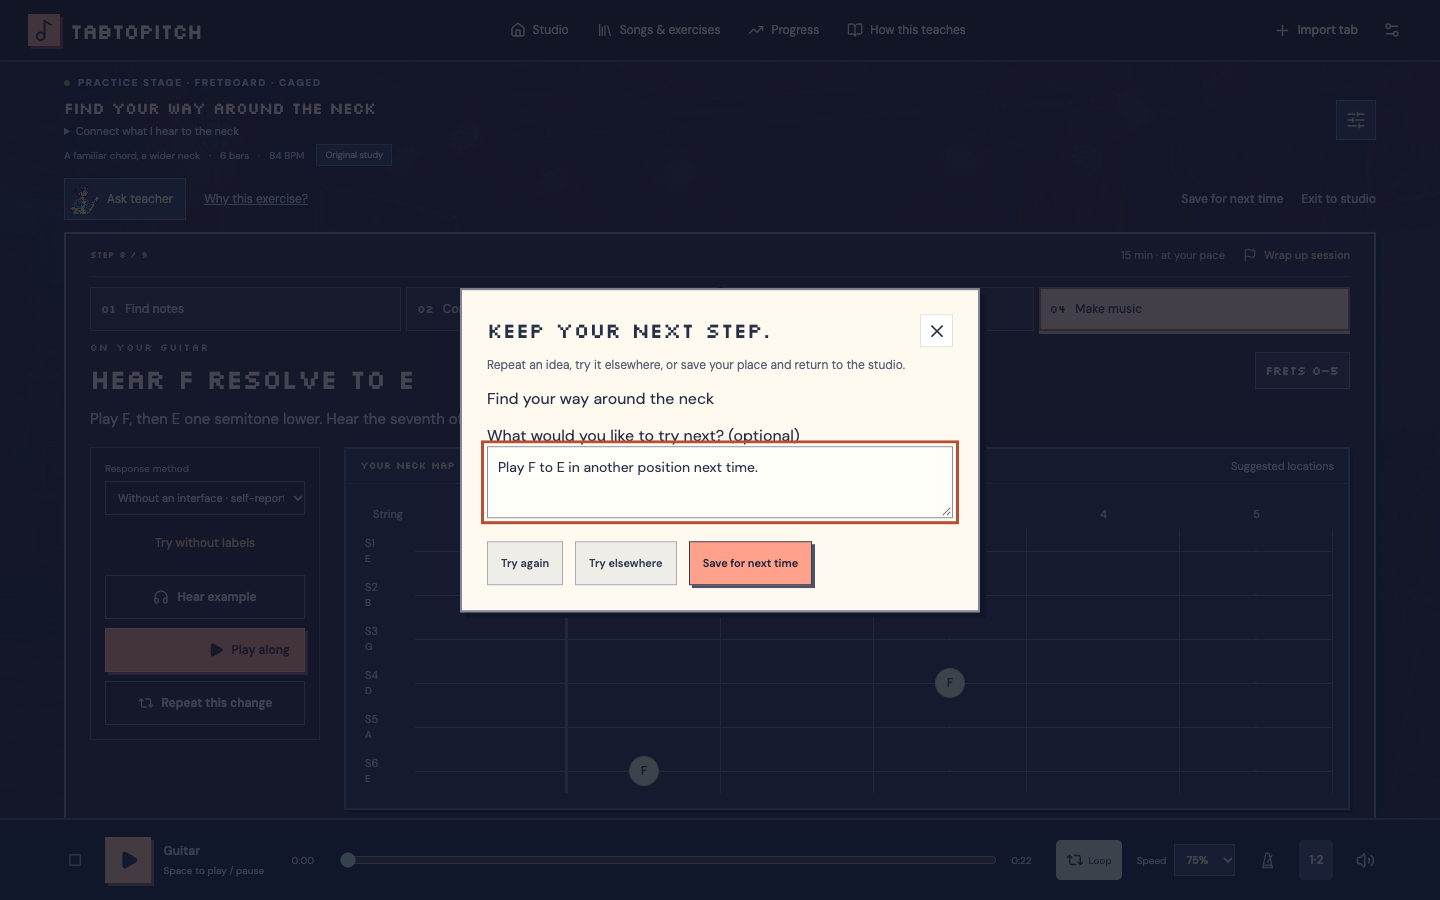 TABTOPITCH
Studio
Songs & exercises
Progress
How this teaches
Import tab
PRACTICE STAGE · FRETBOARD · CAGED
FIND YOUR WAY AROUND THE NECK
Connect what I hear to the neck
A familiar chord, a wider neck · 6 bars · 84 BPM Original study
Ask teacher
Why this exercise?
Save for next time
Exit to studio
STEP 8 / 9
15 min · at your pace
Wrap up session
01 Find notes
02 Co
04 Make music
ON YOUR GUITAR
HEAR F RESOLVE TO E
FRETS 0–5
Play F, then E one semitone lower. Hear the seventh of
Response method
Without an interface · self-report
Try without labels
Hear example
Play along
Repeat this change
YOUR NECK MAP
Suggested locations
String
4
5
S1
E
S2
B
S3
G
S4
D
F
S5
A
S6
E
F
KEEP YOUR NEXT STEP.
Repeat an idea, try it elsewhere, or save your place and return to the studio.
Find your way around the neck
What would you like to try next? (optional)
Play F to E in another position next time.
Try again
Try elsewhere
Save for next time
Guitar
Space to play / pause
0:00
0:22
Loop
Speed
75%
1·2